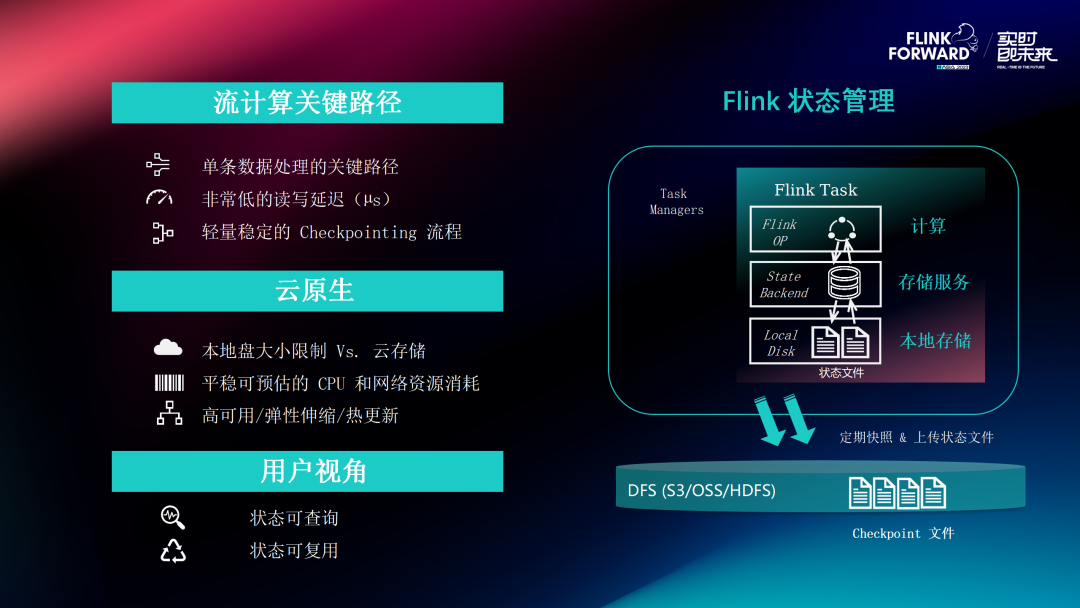 FLINK
FORWARD
实时
即未来
REAL-TIME IS THE FUTURE
流计算关键路径
单条数据处理的关键路径
非常低的读写延迟（μs）
轻量稳定的 Checkpointing 流程
云原生
本地盘大小限制 Vs. 云存储
平稳可预估的 CPU 和网络资源消耗
高可用/弹性伸缩/热更新
用户视角
状态可查询
状态可复用
Flink 状态管理
Task
Managers
Flink Task
Flink
OP
计算
State
Backend
存储服务
Local
Disk
本地存储
状态文件
定期快照 & 上传状态文件
DFS (S3/OSS/HDFS)
Checkpoint 文件